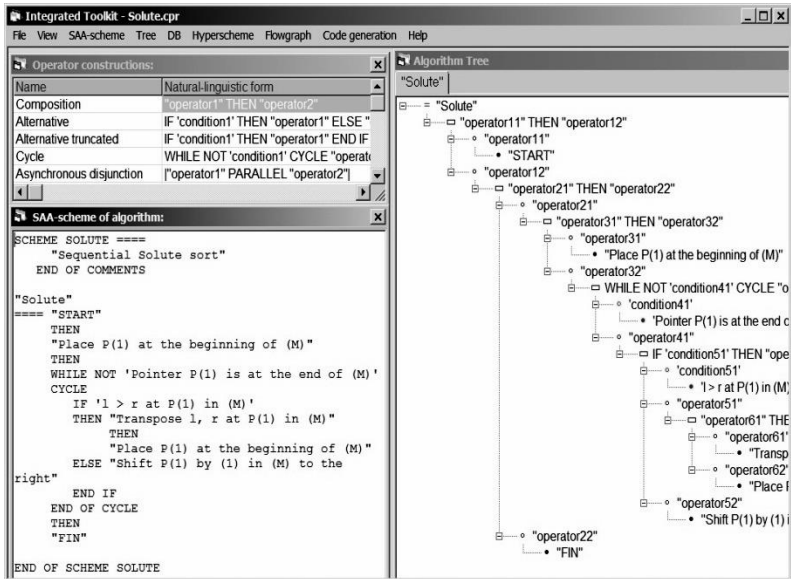 Integrated Toolkit - Solute.cpr
File View SAA-scheme Tree DB Hyperscheme Flowgraph Code generation Help
Operator constructions:
Name Natural-linguistic form
Composition "operator1" THEN "operator2"
Alternative IF 'condition1' THEN "operator1" ELSE "
Alternative truncated IF 'condition1' THEN "operator1" END IF
Cycle WHILE NOT 'condition1' CYCLE "operat
Asynchronous disjunction |"operator1" PARALLEL "operator2"|
SAA-scheme of algorithm:
SCHEME SOLUTE ====
"Sequential Solute sort"
END OF COMMENTS
"Solute"
==== "START"
THEN
"Place P(1) at the beginning of (M)"
THEN
WHILE NOT 'Pointer P(1) is at the end of (M)'
CYCLE
IF 'l > r at P(1) in (M)'
THEN "Transpose l, r at P(1) in (M)"
THEN
"Place P(1) at the beginning of (M)"
ELSE "Shift P(1) by (1) in (M) to the
right"
END IF
END OF CYCLE
THEN
"FIN"
END OF SCHEME SOLUTE
Algorithm Tree
"Solute"
= "Solute"
"operator11" THEN "operator12"
"operator11"
"START"
"operator12"
"operator21" THEN "operator22"
"operator21"
"operator31" THEN "operator32"
"operator31"
"Place P(1) at the beginning of (M)"
"operator32"
WHILE NOT 'condition41' CYCLE "o
'condition41'
'Pointer P(1) is at the end o
"operator41"
IF 'condition51' THEN "ope
'condition51'
'l > r at P(1) in (M)
"operator51"
"operator61" THE
"operator61"
"Transp
"operator62"
"Place P
"operator52"
"Shift P(1) by (1) i
"operator22"
"FIN"